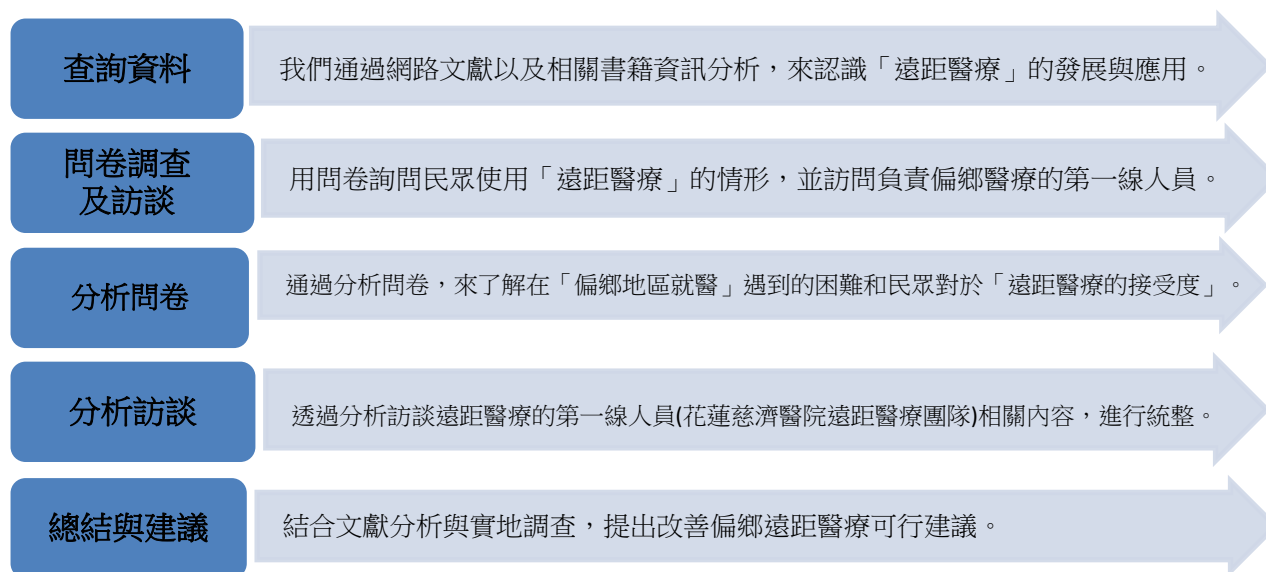 查詢資料
我們通過網路文獻以及相關書籍資訊分析，來認識「遠距醫療」的發展與應用。
問卷調查
及訪談
用問卷詢問民眾使用「遠距醫療」的情形，並訪問負責偏鄉醫療的第一線人員。
分析問卷
通過分析問卷，來了解在「偏鄉地區就醫」遇到的困難和民眾對於「遠距醫療的接受度」。
分析訪談
透過分析訪談遠距醫療的第一線人員(花蓮慈濟醫院遠距醫療團隊)相關內容，進行統整。
總結與建議
結合文獻分析與實地調查，提出改善偏鄉遠距醫療可行建議。